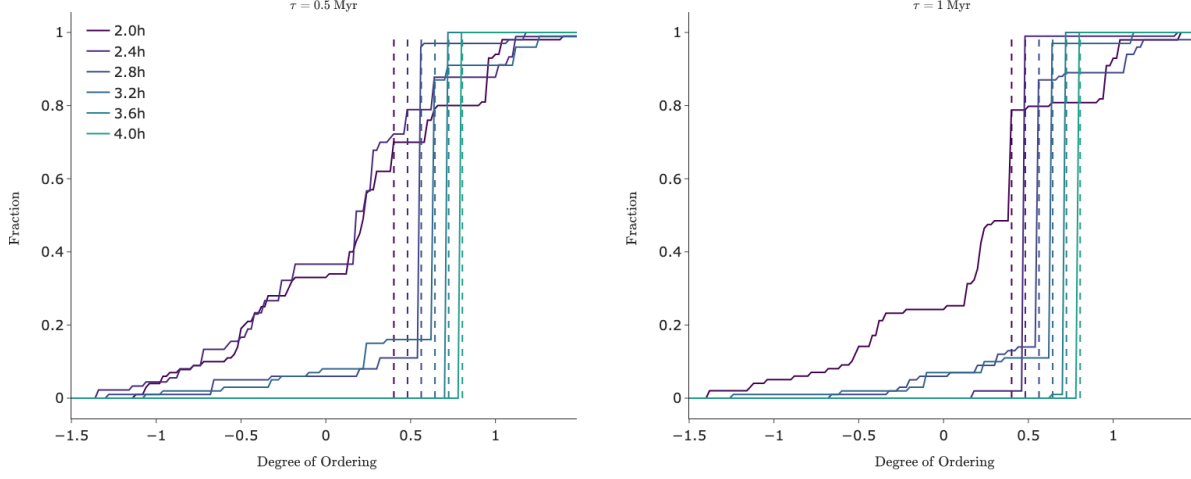 τ = 0.5 Myr
1
0.8
0.6
0.4
0.2
0
Fraction
2.0h
2.4h
2.8h
3.2h
3.6h
4.0h
−1.5
−1
−0.5
0
0.5
1
Degree of Ordering
τ = 1 Myr
1
0.8
0.6
0.4
0.2
0
Fraction
−1.5
−1
−0.5
0
0.5
1
Degree of Ordering